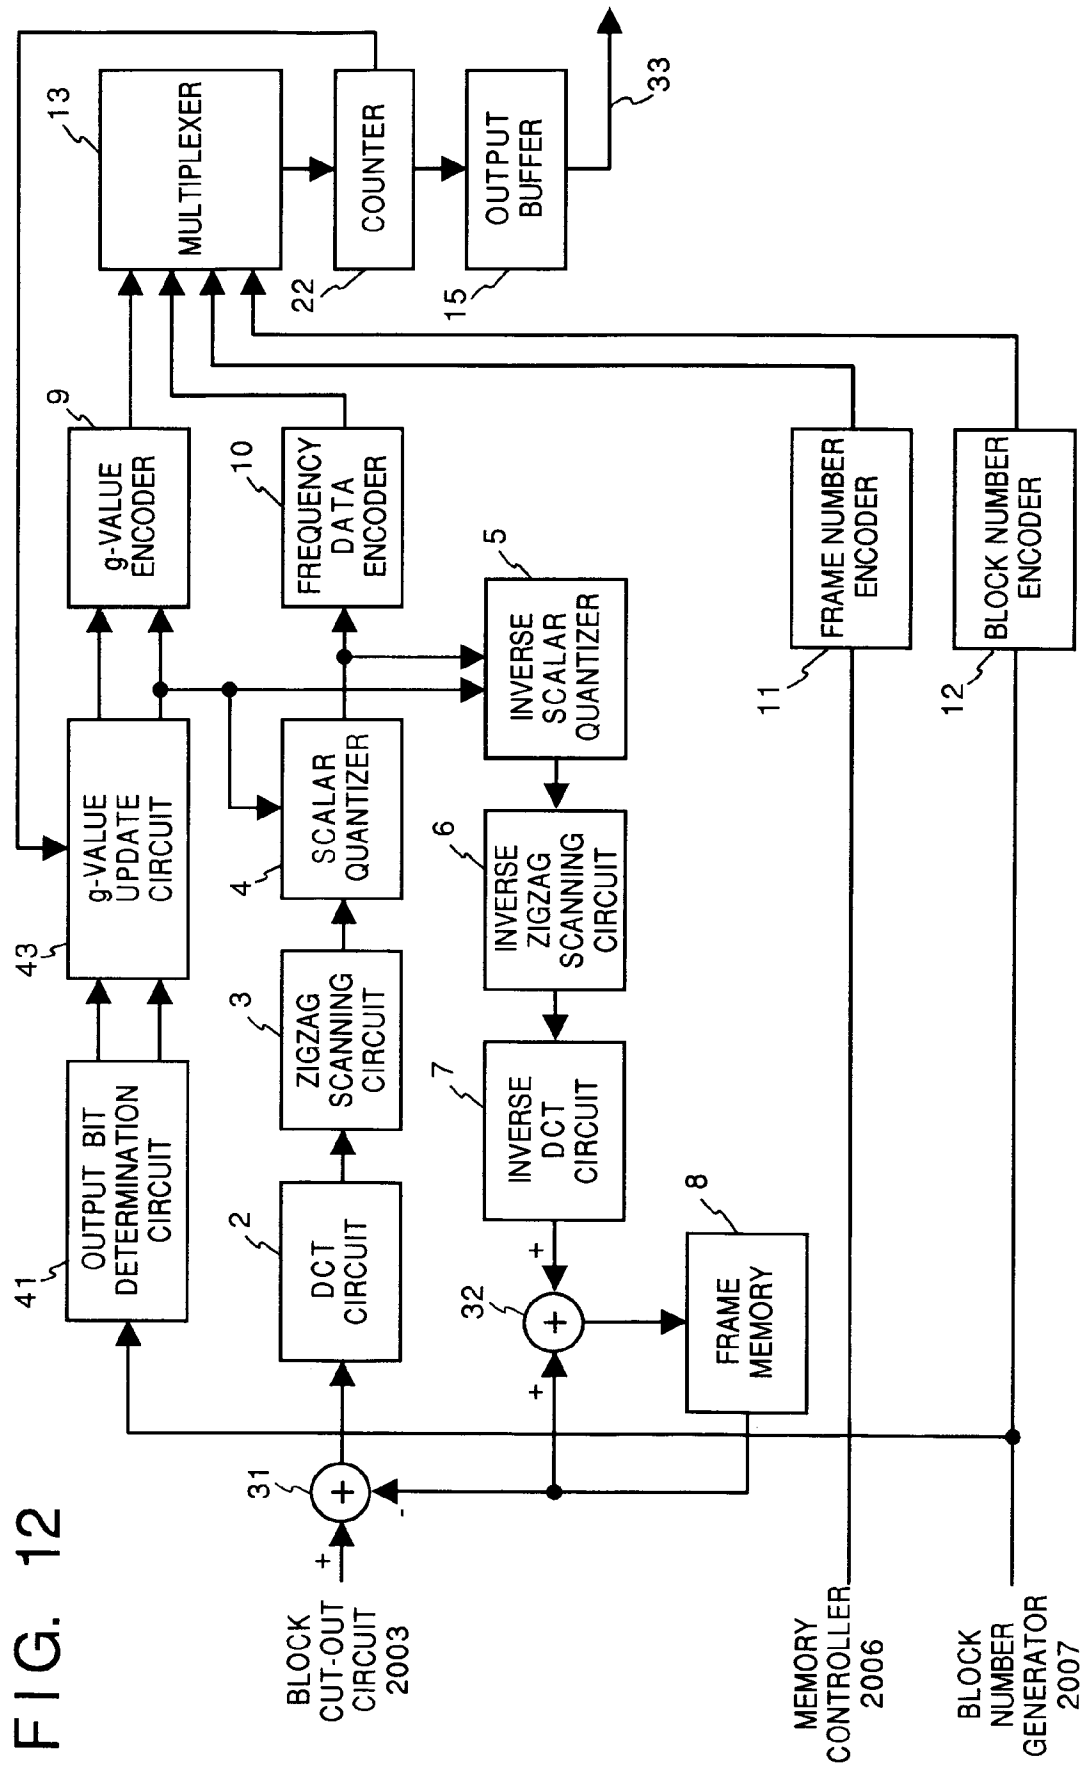 FIG. 12
41
OUTPUT BIT
DETERMINATION
CIRCUIT
43
g-VALUE
UPDATE
CIRCUIT
9
g-VALUE
ENCODER
13
MULTIPLEXER
BLOCK
CUT-OUT
CIRCUIT
2003
+
31
+
-
2
DCT
CIRCUIT
3
ZIGZAG
SCANNING
CIRCUIT
4
SCALAR
QUANTIZER
10
FREQUENCY
DATA
ENCODER
22
COUNTER
15
OUTPUT
BUFFER
33
+
32
+
+
7
INVERSE
DCT
CIRCUIT
6
INVERSE
ZIGZAG
SCANNING
CIRCUIT
5
INVERSE
SCALAR
QUANTIZER
8
FRAME
MEMORY
MEMORY
CONTROLLER
2006
11
FRAME NUMBER
ENCODER
BLOCK
NUMBER
GENERATOR
2007
12
BLOCK NUMBER
ENCODER